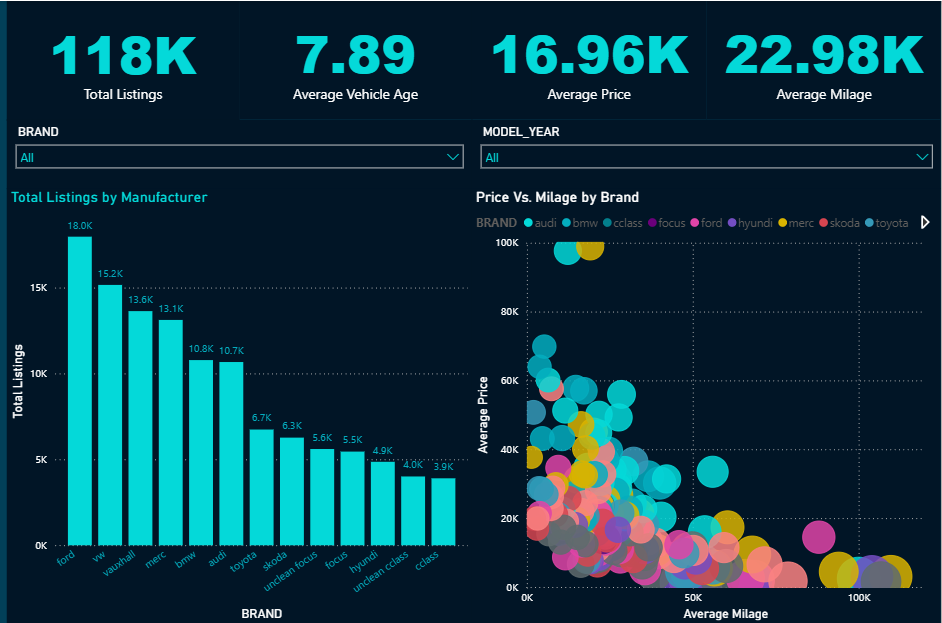 118K 7.89 16.96K 22.98K
Total Listings Average Vehicle Age Average Price Average Milage
BRAND MODEL_YEAR
All All
Total Listings by Manufacturer
18.0K
15.2K
13.6K
13.1K
10.8K 10.7K
6.7K
6.3K
5.6K
5.5K
4.9K
4.0K 3.9K
15K
10K
5K
0K
Total Listings
ford vw vauxhall merc bmw audi toyota skoda unclean focus focus hyundi unclean cclass cclass
BRAND
Price Vs. Milage by Brand
BRAND audi bmw cclass focus ford hyundi merc skoda toyota
100K
80K
60K
40K
20K
0K
Average Price
0K 50K 100K
Average Milage